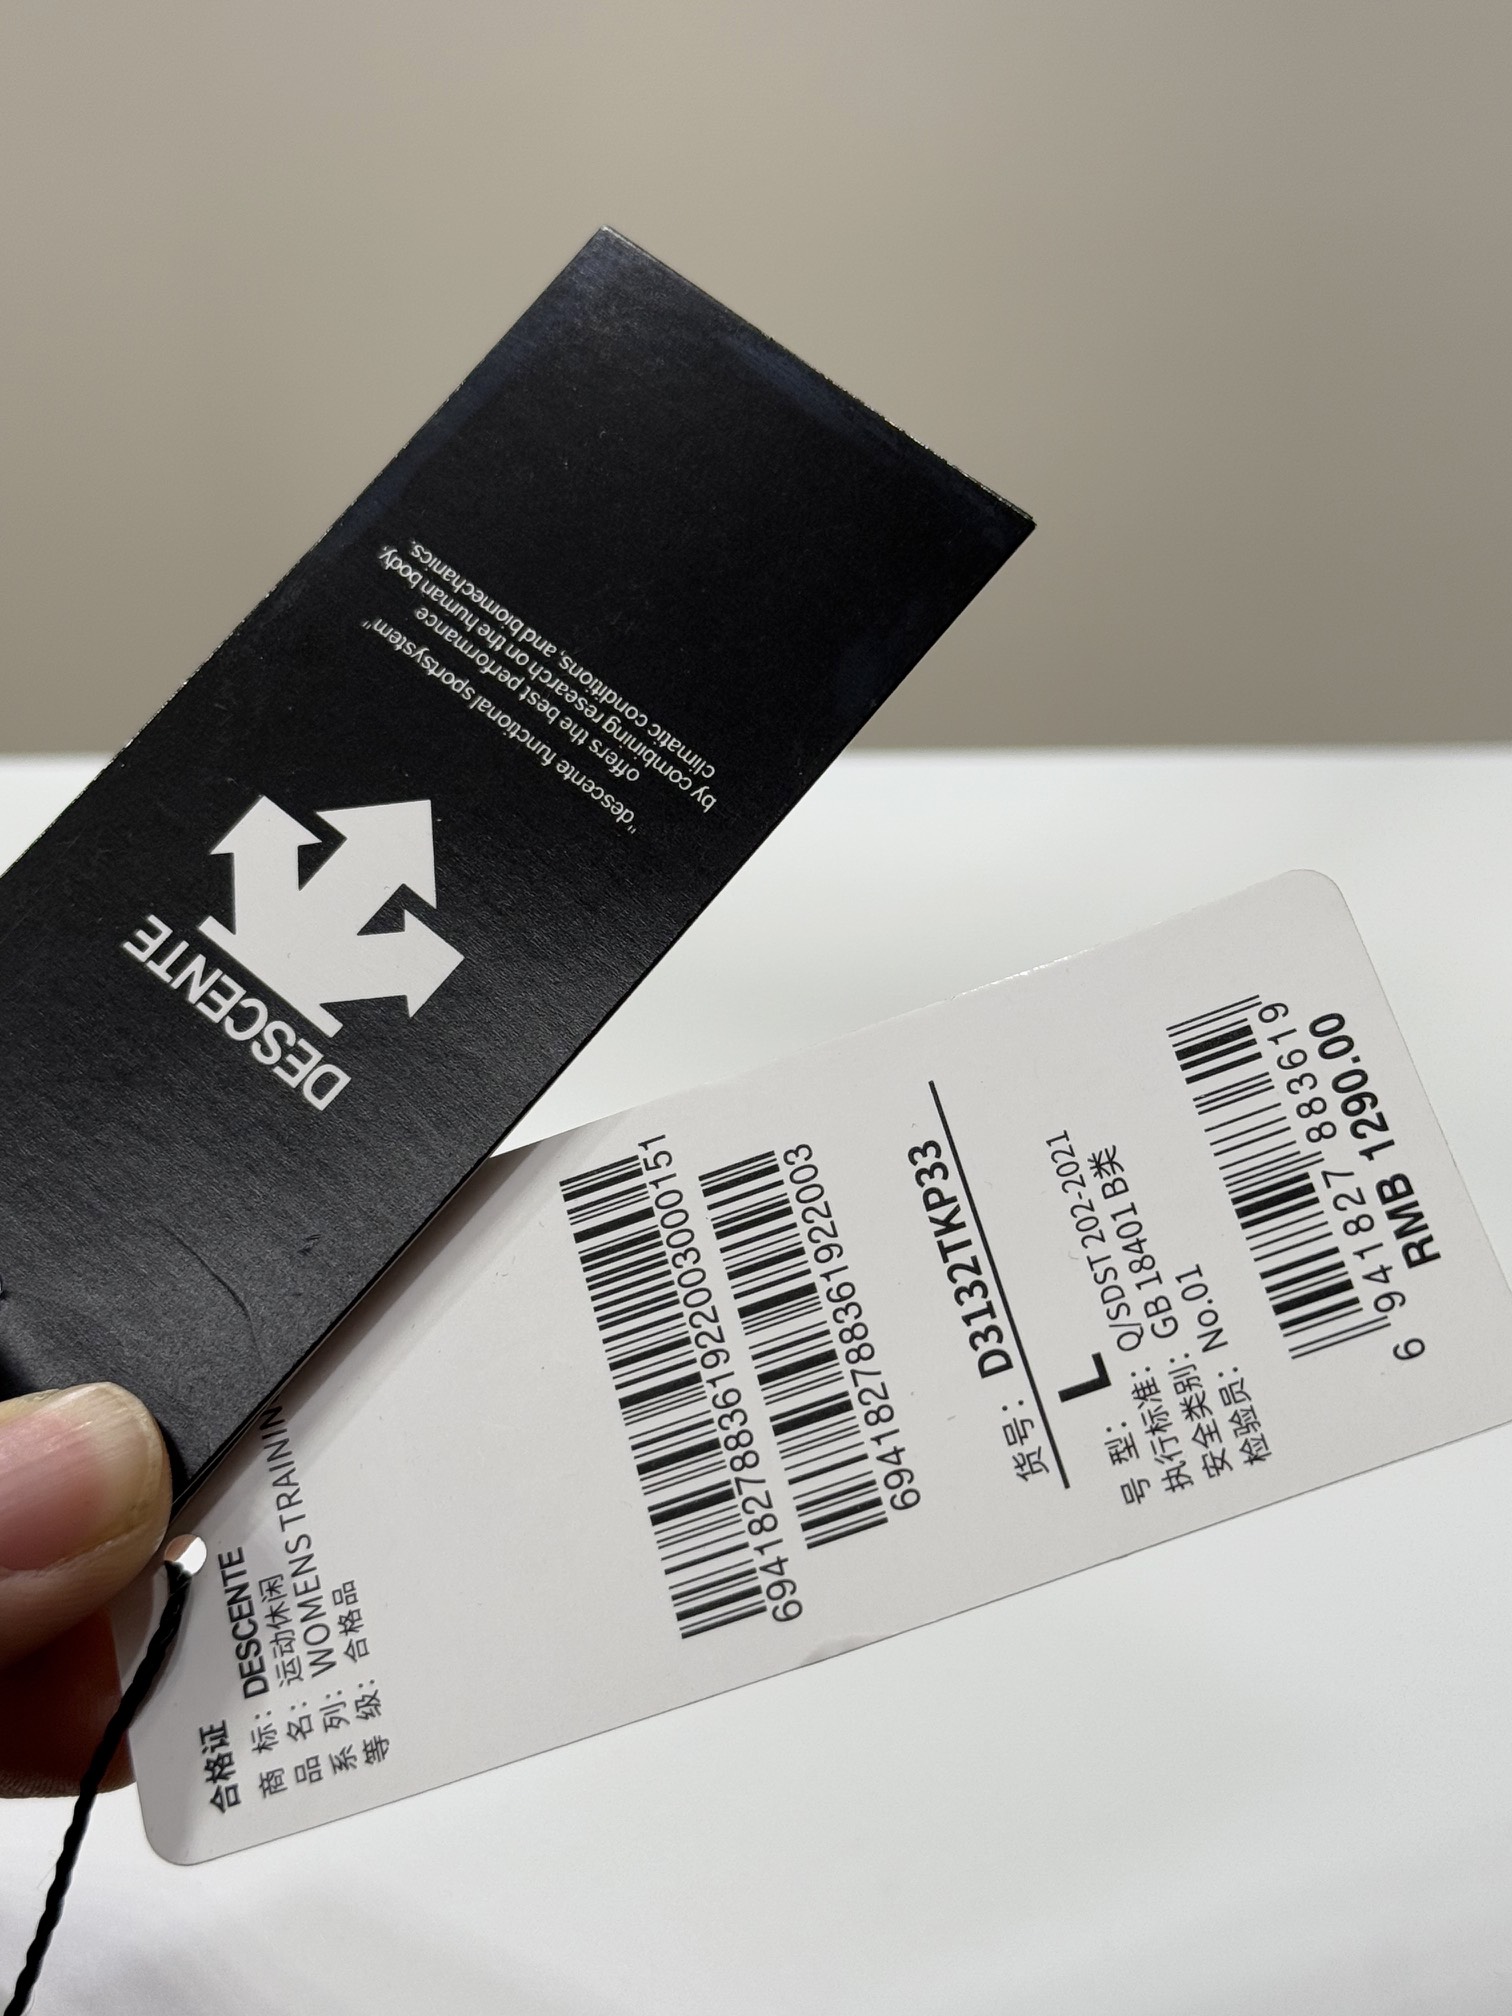 DESCENTE
"descente functional sportsystem"
offers the best performance
by combining research on the human body,
climatic conditions, and biomechanics.
合格证
商 标: DESCENTE
品 名: 运动休闲
系 列: WOMENS
等 级: 合格品
694182788361922003000151
694182788361922003
货号: D3132TKP33
号 型: L
执行标准: Q/SDST 202-2021
安全类别: GB 18401 B类
检验员: No.01
6 941827 883619
RMB 1290.00